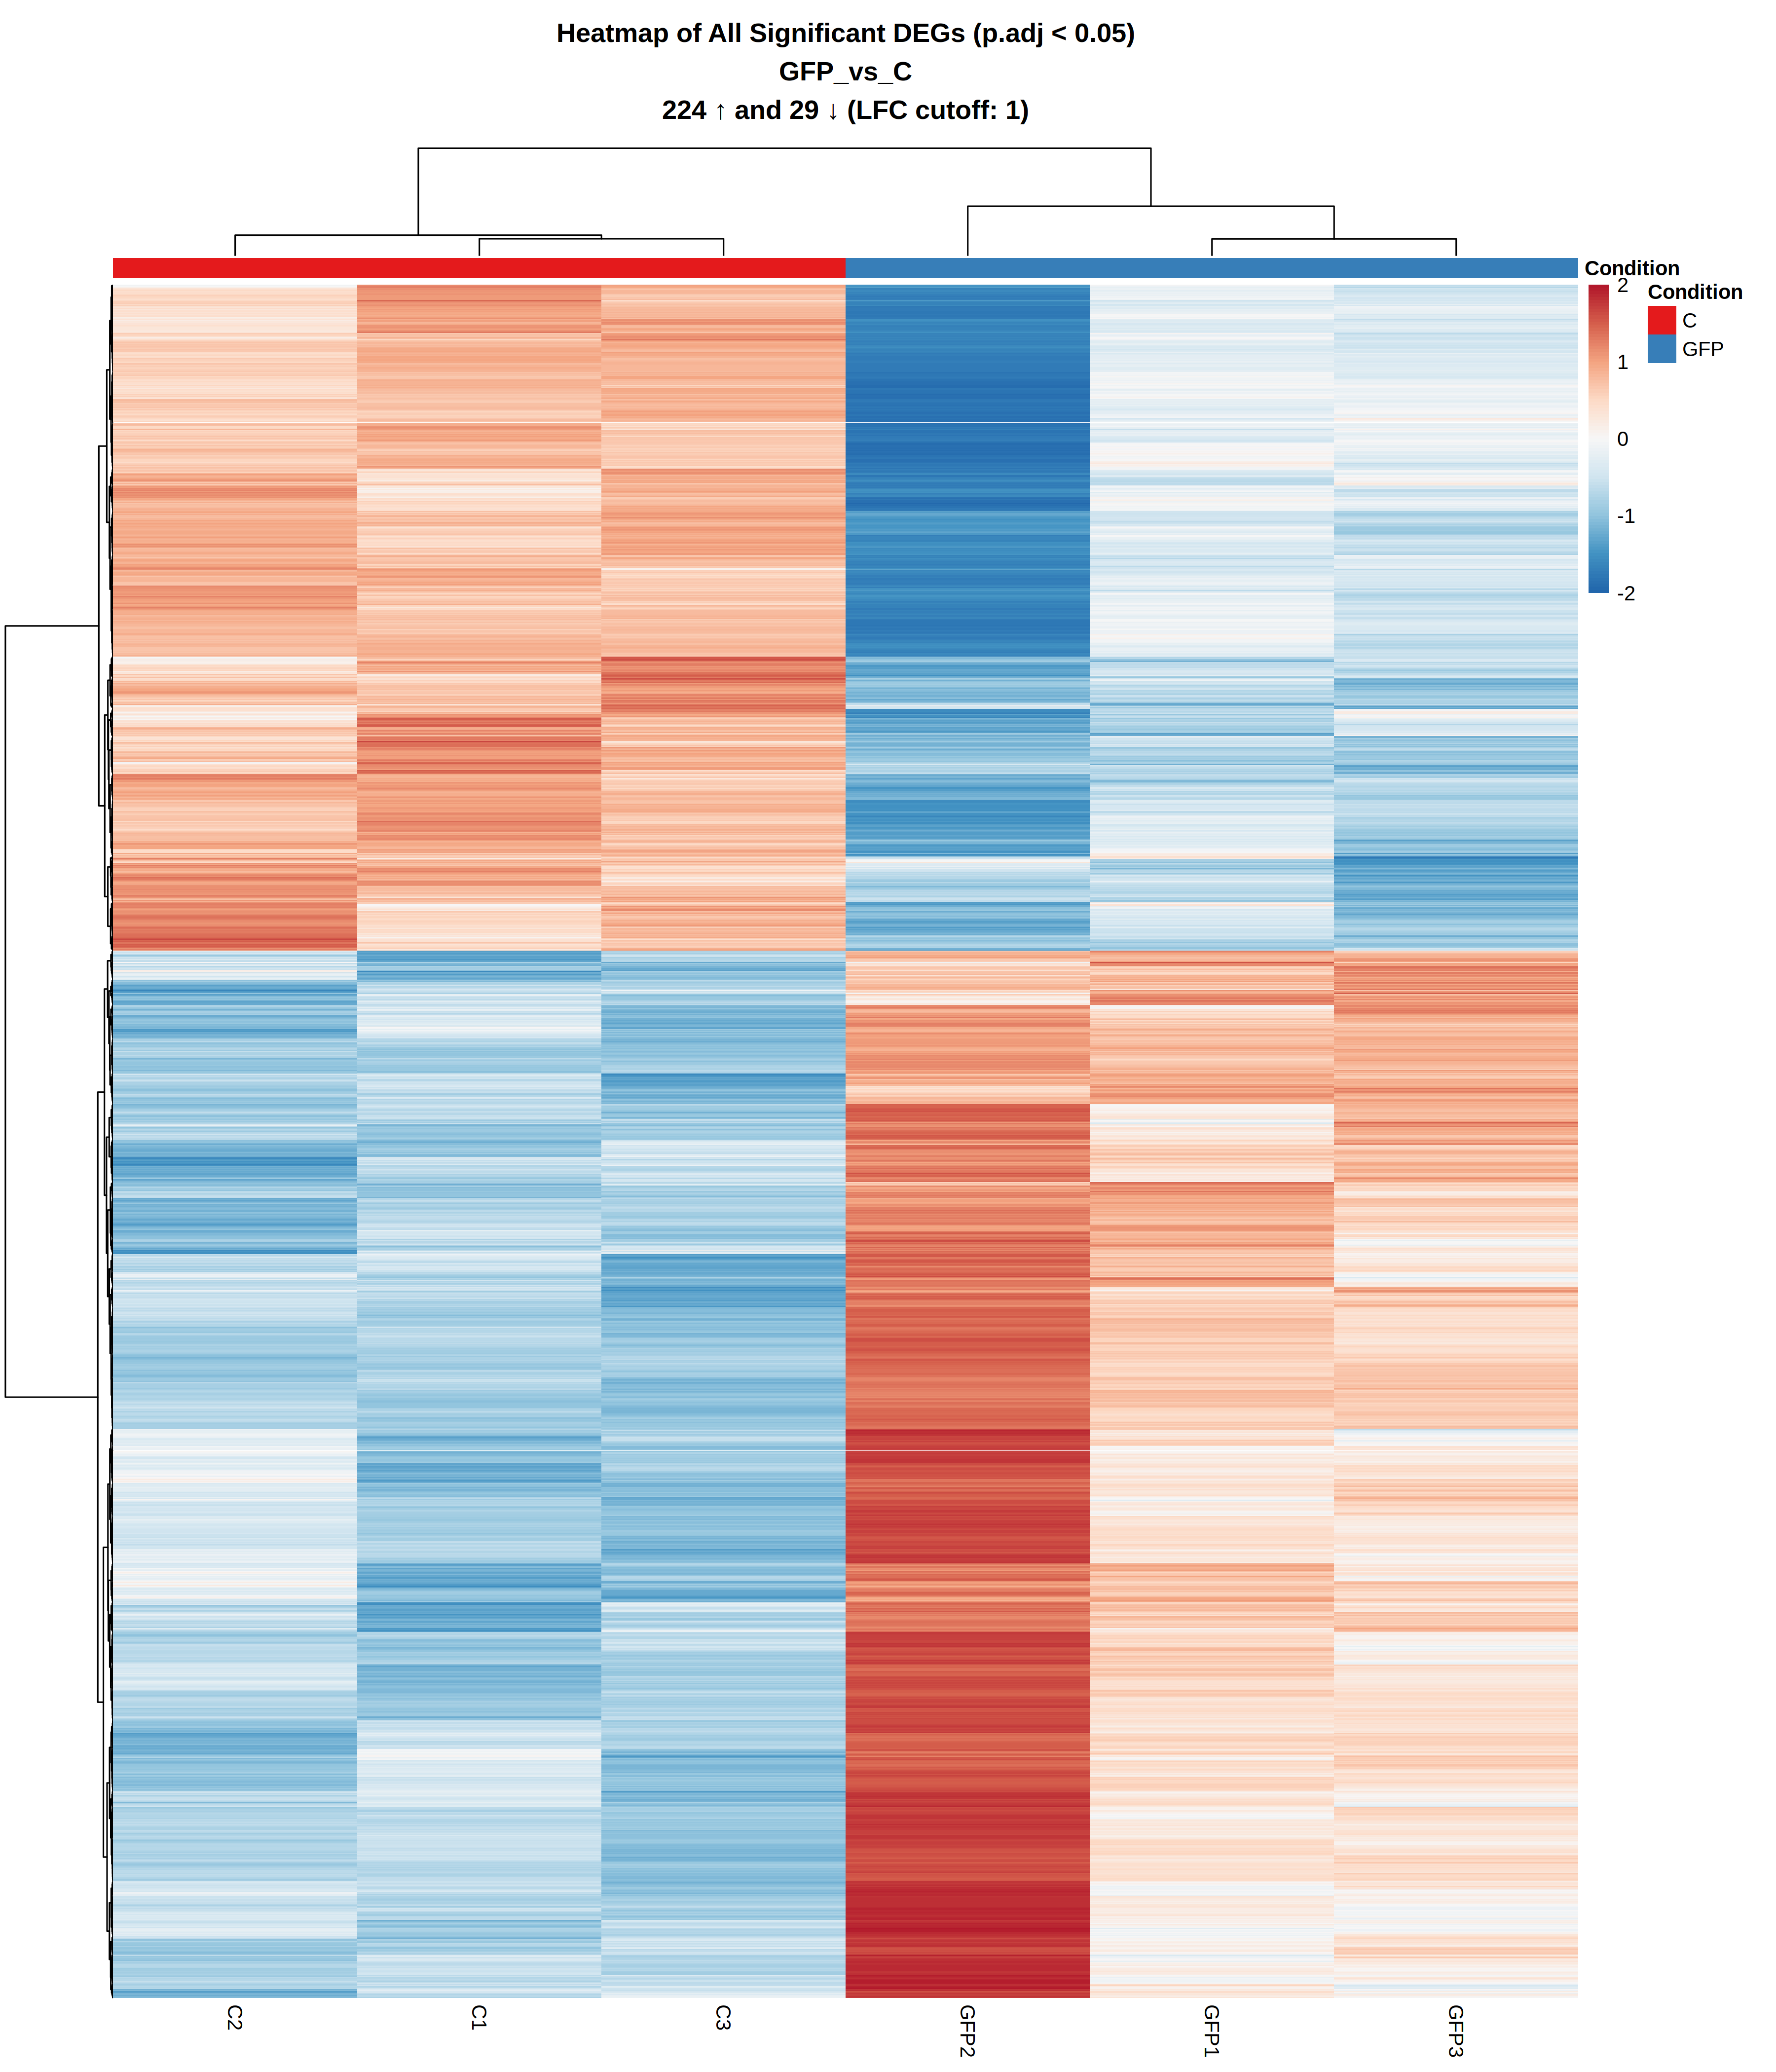 Heatmap of All Significant DEGs (p.adj < 0.05)
GFP_vs_C
224 ↑ and 29 ↓ (LFC cutoff: 1)
Condition
2
1
0
-1
-2
Condition
C
GFP
C2
C1
C3
GFP2
GFP1
GFP3